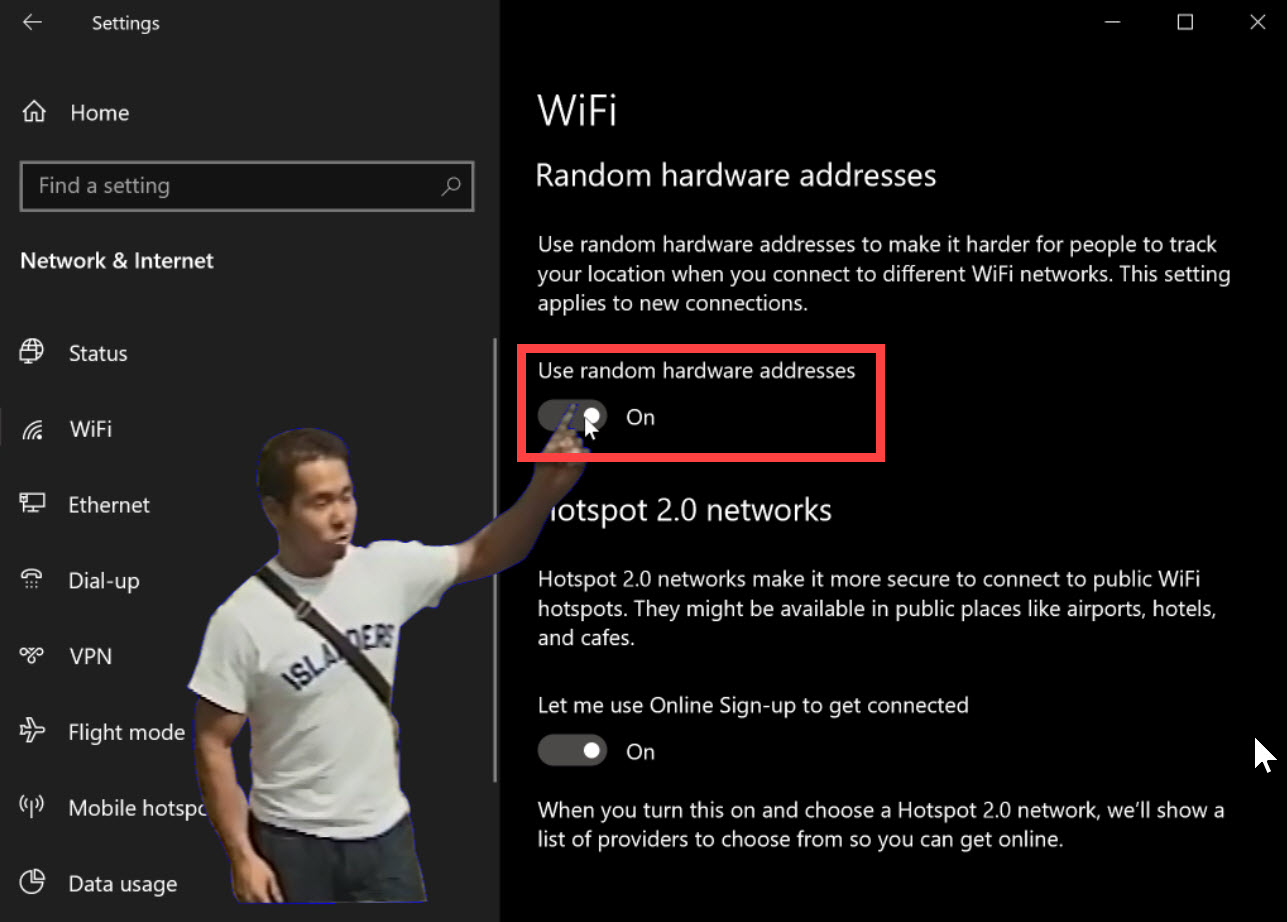 Settings
Home
Find a setting
Network & Internet
Status
WiFi
Ethernet
Dial-up
VPN
Flight mode
Mobile hotspo
Data usage
WiFi
Random hardware addresses
Use random hardware addresses to make it harder for people to track
your location when you connect to different WiFi networks. This setting
applies to new connections.
Use random hardware addresses
On
otspot 2.0 networks
Hotspot 2.0 networks make it more secure to connect to public WiFi
hotspots. They might be available in public places like airports, hotels,
and cafes.
Let me use Online Sign-up to get connected
On
When you turn this on and choose a Hotspot 2.0 network, we'll show a
list of providers to choose from so you can get online.